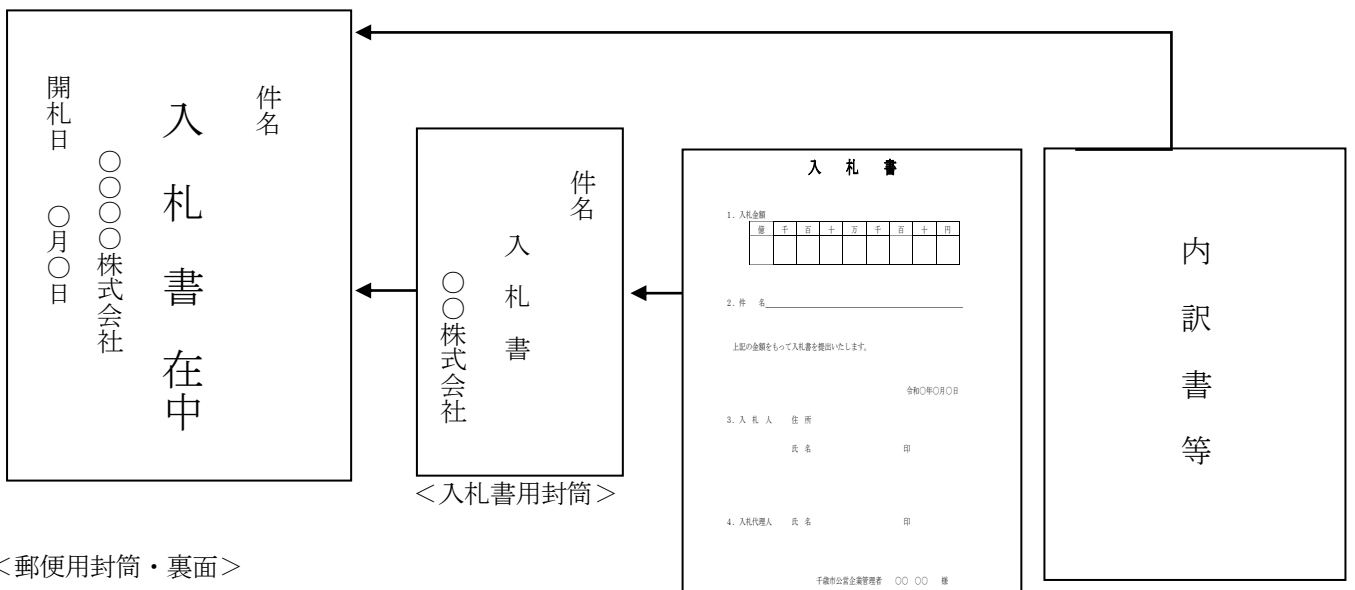 件名
入札書在中
〇〇〇〇株式会社
開札日 〇月〇日
件名
入札書
〇〇株式会社
＜入札書用封筒＞
入札書
1．入札金額
億 千 百 十 万 千 百 十 円
2．件 名
上記の金額をもって入札書を提出いたします。
令和〇年〇月〇日
3．入 札 人 住 所
氏 名 印
4．入札代理人 氏 名 印
千歳市公営企業管理者 〇〇 〇〇 様
内訳書等
＜郵便用封筒・裏面＞